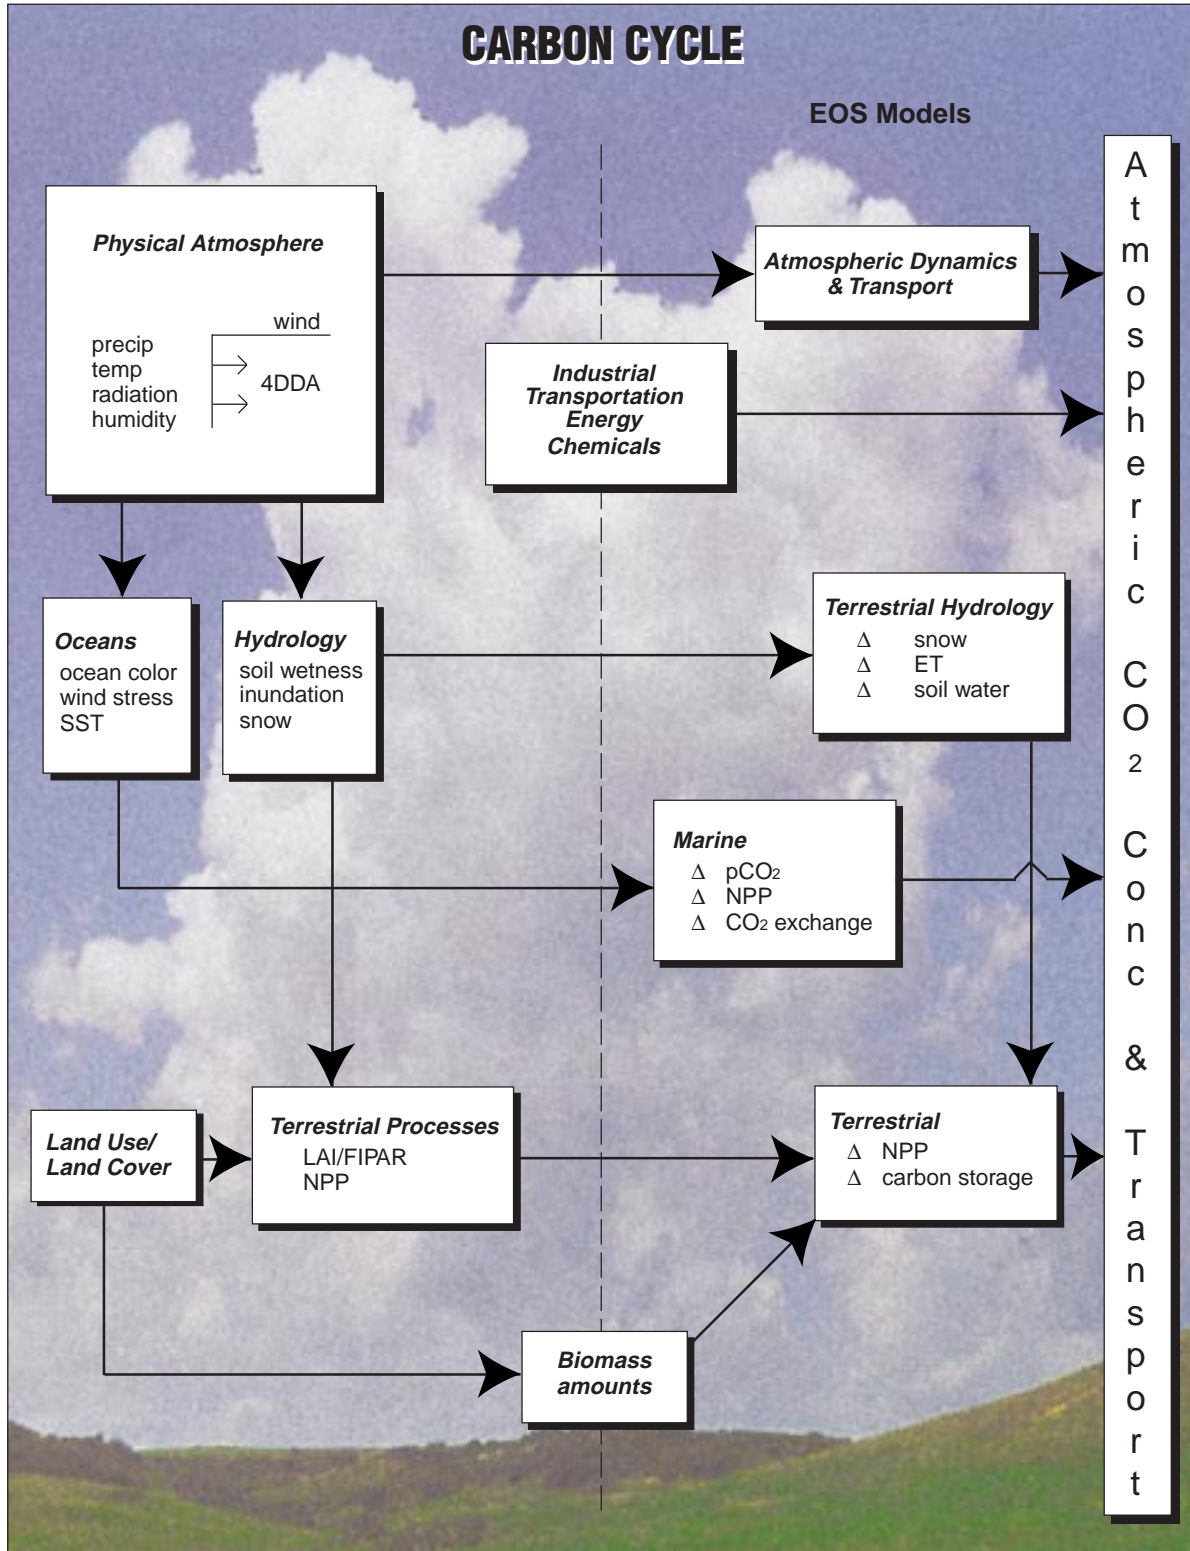 CARBON CYCLE
EOS Models
Physical Atmosphere
wind
precip
temp
radiation
humidity
4DDA
Atmospheric Dynamics
& Transport
Industrial
Transportation
Energy
Chemicals
Oceans
ocean color
wind stress
SST
Hydrology
soil wetness
inundation
snow
Terrestrial Hydrology
Δ snow
Δ ET
Δ soil water
Marine
Δ pCO2
Δ NPP
Δ CO2 exchange
Land Use/
Land Cover
Terrestrial Processes
LAI/FIPAR
NPP
Terrestrial
Δ NPP
Δ carbon storage
Biomass
amounts
Atmospheric CO2 Conc & Transport